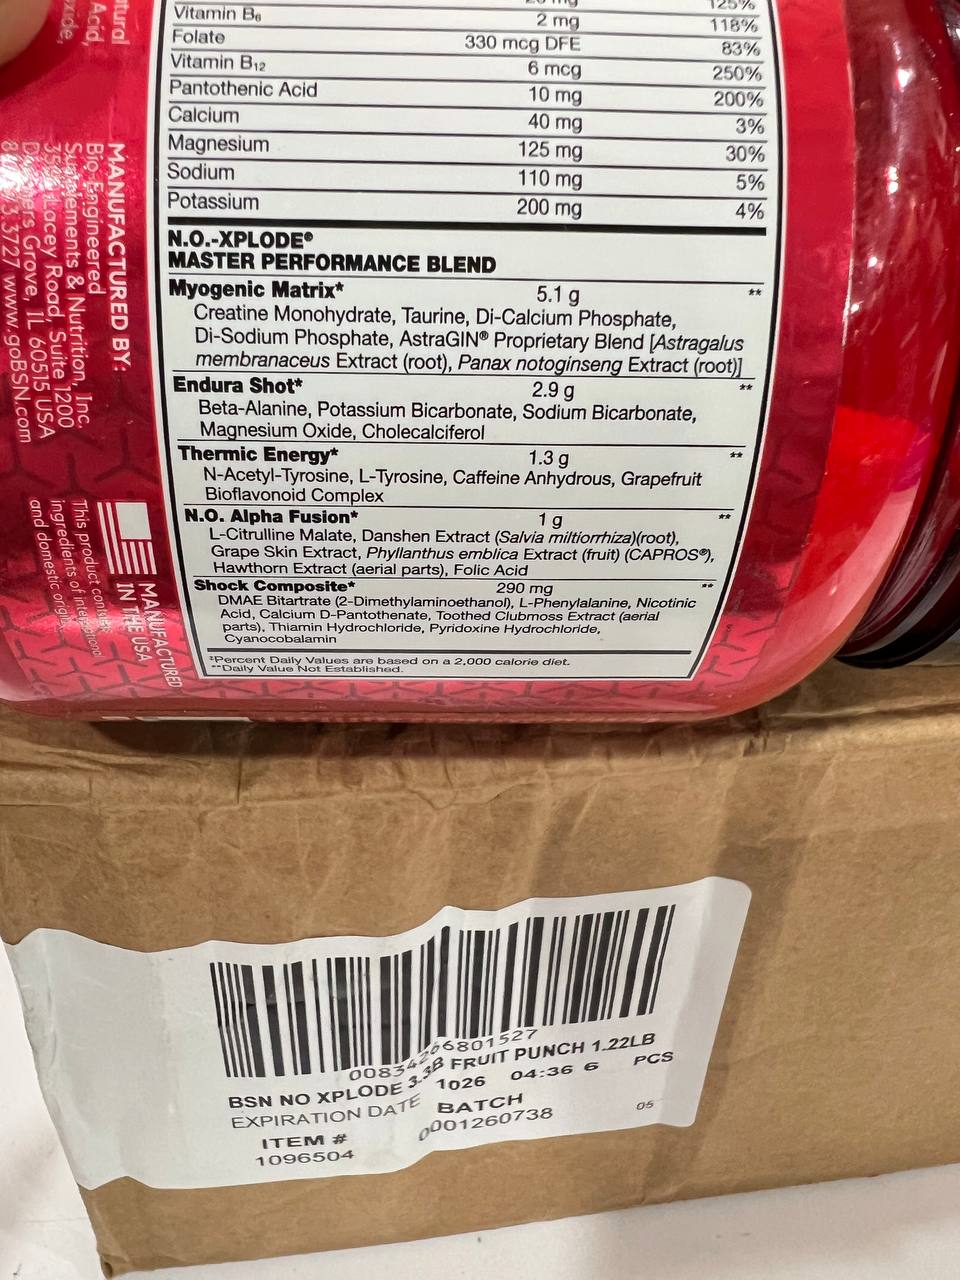 125%
Vitamin B6 2 mg 118%
Folate 330 mcg DFE 83%
Vitamin B12 6 mcg 250%
Pantothenic Acid 10 mg 200%
Calcium 40 mg 3%
Magnesium 125 mg 30%
Sodium 110 mg 5%
Potassium 200 mg 4%
N.O.-XPLODE®
MASTER PERFORMANCE BLEND
Myogenic Matrix* 5.1 g **
Creatine Monohydrate, Taurine, Di-Calcium Phosphate,
Di-Sodium Phosphate, AstraGIN® Proprietary Blend [Astragalus
membranaceus Extract (root), Panax notoginseng Extract (root)]
Endura Shot* 2.9 g **
Beta-Alanine, Potassium Bicarbonate, Sodium Bicarbonate,
Magnesium Oxide, Cholecalciferol
Thermic Energy* 1.3 g **
N-Acetyl-Tyrosine, L-Tyrosine, Caffeine Anhydrous, Grapefruit
Bioflavonoid Complex
N.O. Alpha Fusion* 1 g **
L-Citrulline Malate, Danshen Extract (Salvia miltiorrhiza)(root),
Grape Skin Extract, Phyllanthus emblica Extract (fruit) (CAPROS®),
Hawthorn Extract (aerial parts), Folic Acid
Shock Composite* 290 mg **
DMAE Bitartrate (2-Dimethylaminoethanol), L-Phenylalanine, Nicotinic
Acid, Calcium D-Pantothenate, Toothed Clubmoss Extract (aerial
parts), Thiamin Hydrochloride, Pyridoxine Hydrochloride,
Cyanocobalamin
‡Percent Daily Values are based on a 2,000 calorie diet.
**Daily Value Not Established.
MANUFACTURED BY:
Bio-Engineered
Supplements & Nutrition, Inc.
Lacey Road, Suite 1200
Grove, IL 60515 USA
3727 www.goBSN.com
MANUFACTURED
IN THE USA
This product contains
ingredients of international
and domestic origin.
00834266801527
BSN NO XPLODE 3.3B FRUIT PUNCH 1.22LB
EXPIRATION DATE 1026 04:36 6 PCS
ITEM # BATCH
1096504 0001260738 05